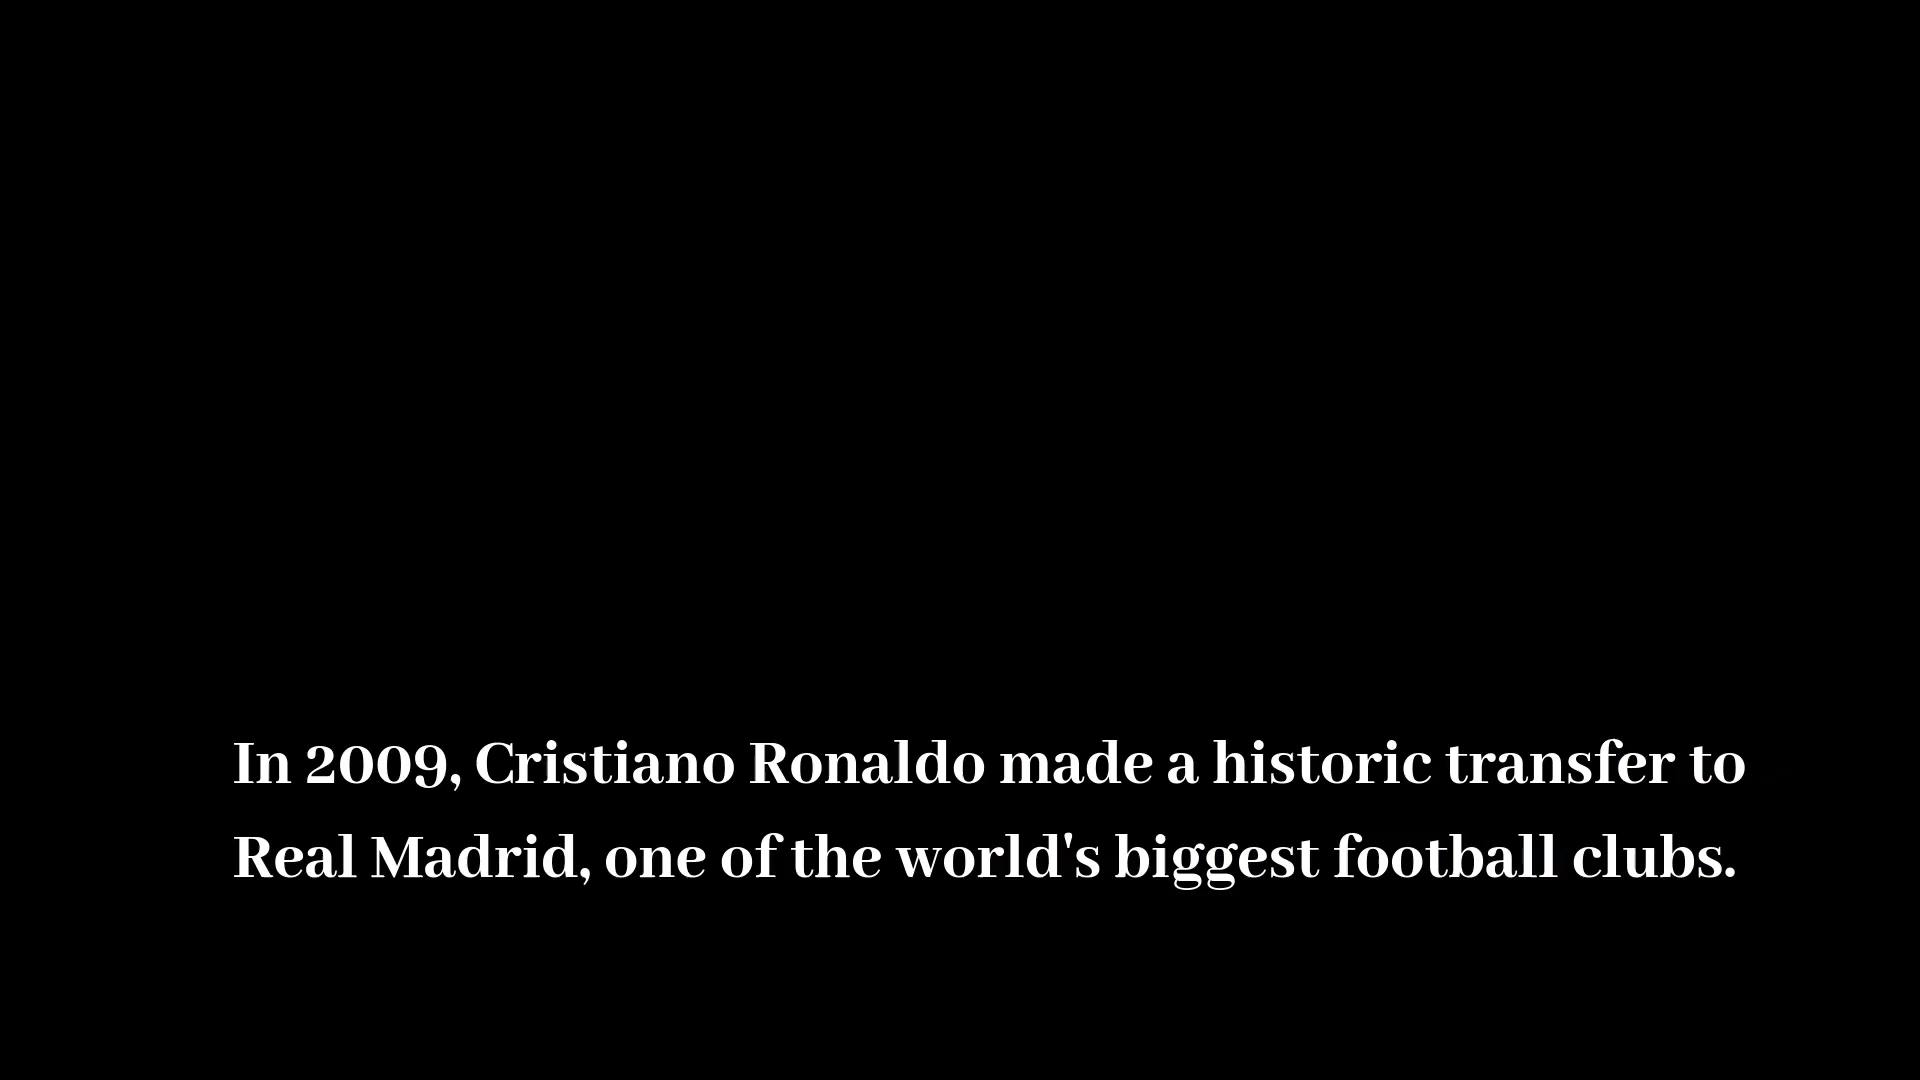 In 2009, Cristiano Ronaldo made a historic transfer to
Real Madrid, one of the world's biggest football clubs.